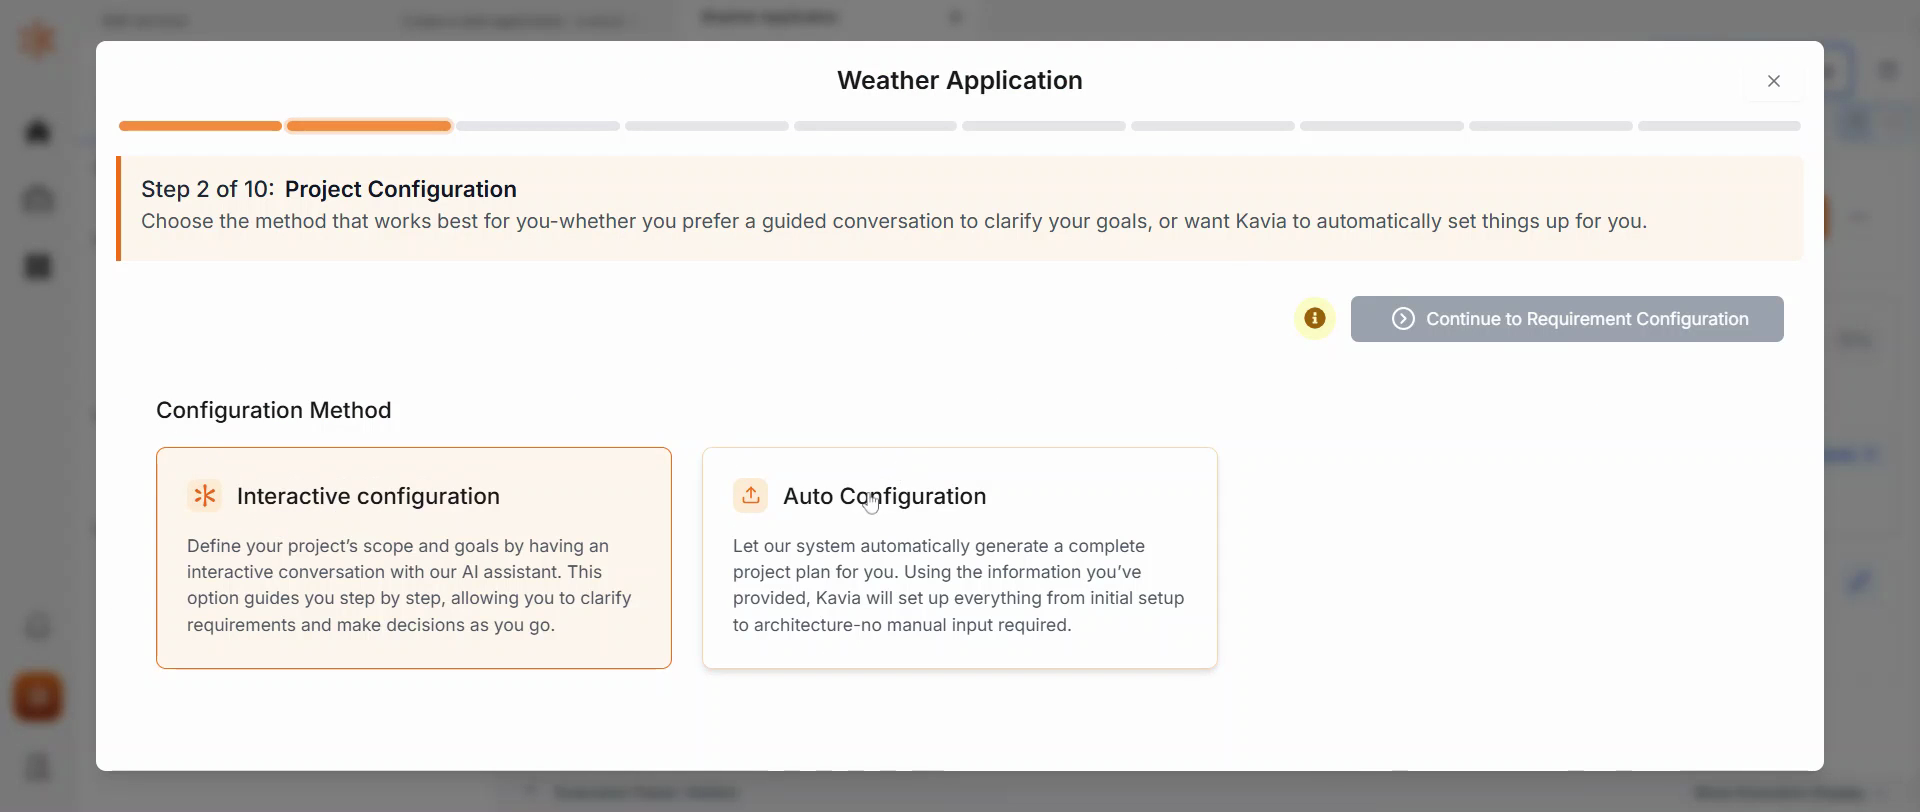 Weather Application
Step 2 of 10: Project Configuration
Choose the method that works best for you-whether you prefer a guided conversation to clarify your goals, or want Kavia to automatically set things up for you.
Continue to Requirement Configuration
Configuration Method
Interactive configuration
Define your project's scope and goals by having an
interactive conversation with our AI assistant. This
option guides you step by step, allowing you to clarify
requirements and make decisions as you go.
Auto Configuration
Let our system automatically generate a complete
project plan for you. Using the information you've
provided, Kavia will set up everything from initial setup
to architecture-no manual input required.